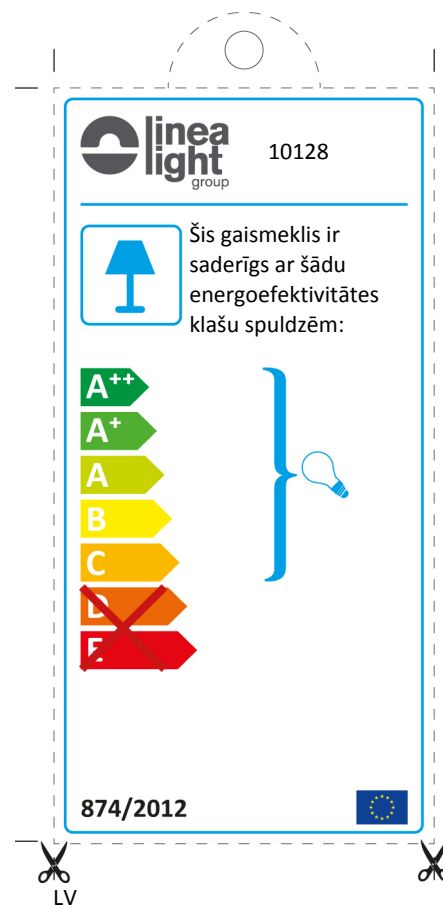 linea
light
group
10128
Šis gaismeklis ir
saderīgs ar šādu
energoefektivitātes
klašu spuldzēm:
A++
A+
A
B
C
D
E
874/2012
LV